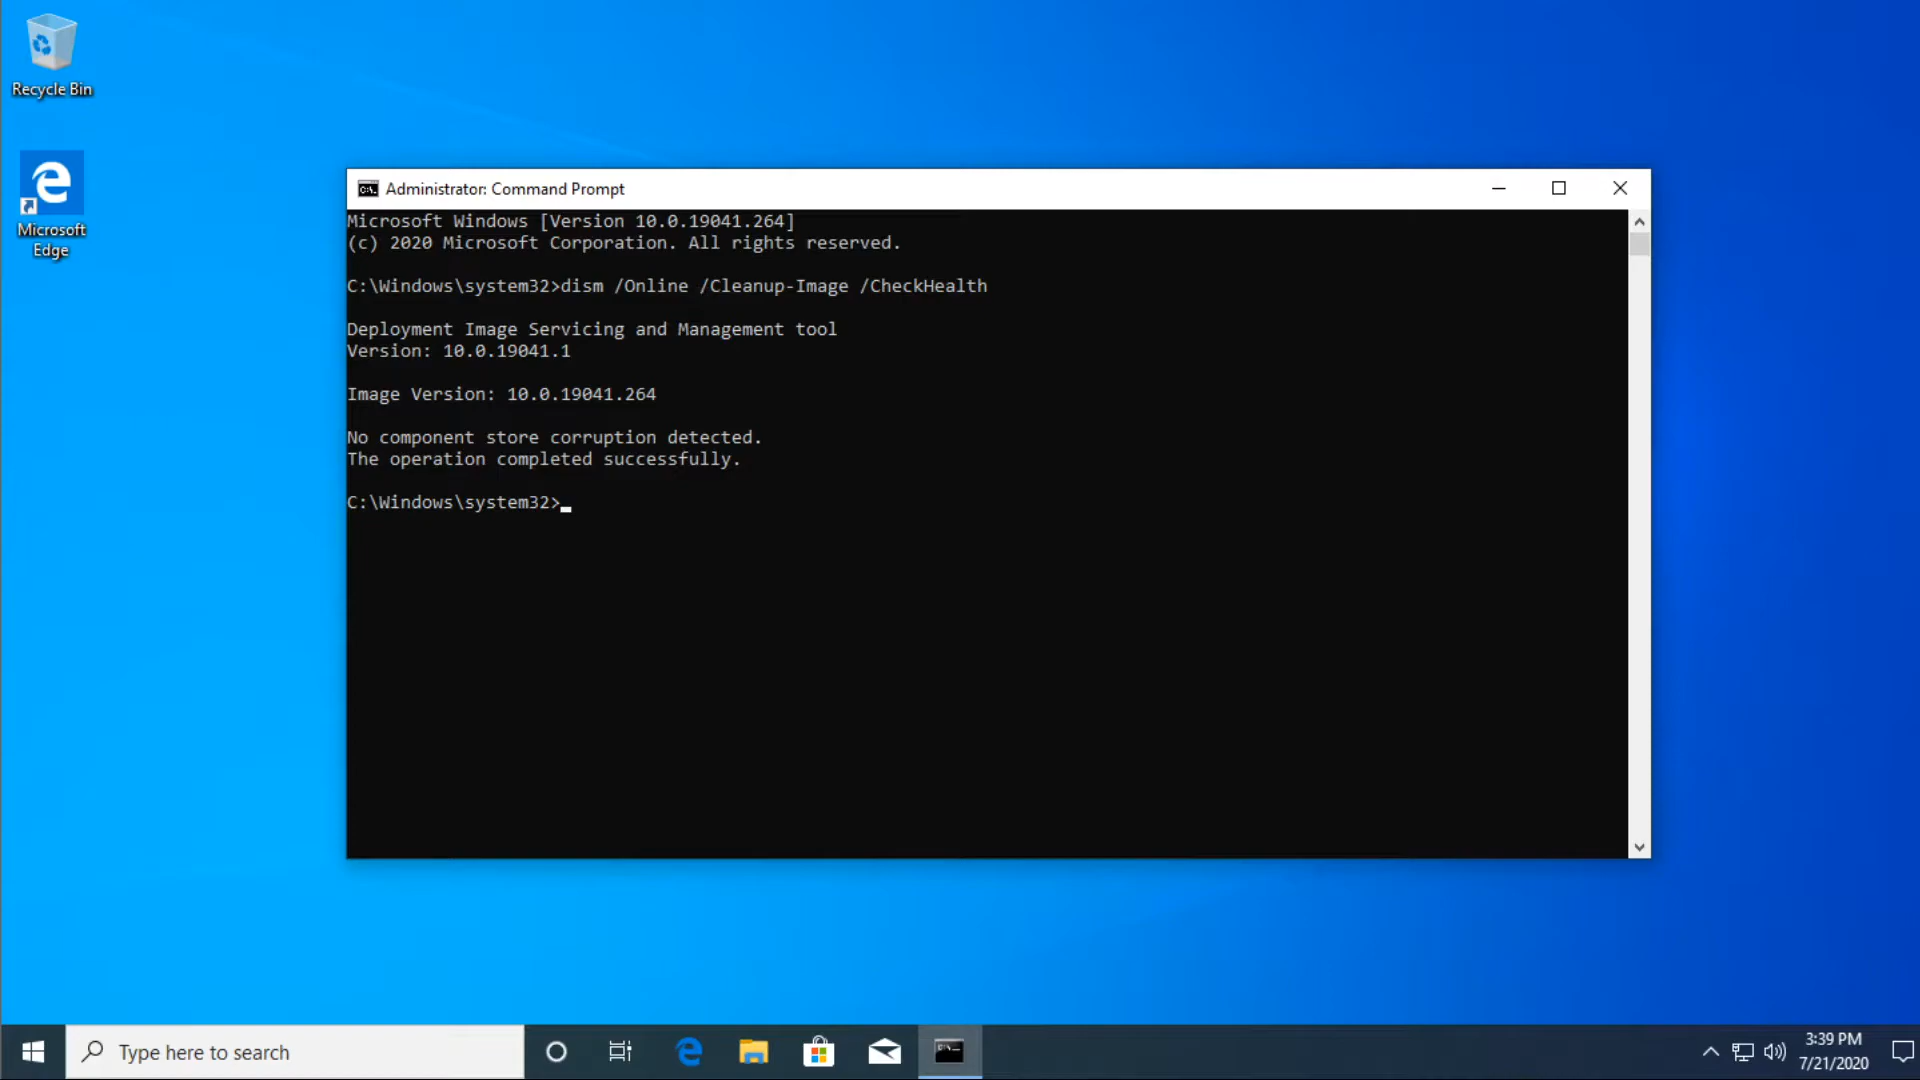 Recycle Bin
Microsoft
Edge
Administrator: Command Prompt
Microsoft Windows [Version 10.0.19041.264]
(c) 2020 Microsoft Corporation. All rights reserved.
C:\Windows\system32>dism /Online /Cleanup-Image /CheckHealth
Deployment Image Servicing and Management tool
Version: 10.0.19041.1
Image Version: 10.0.19041.264
No component store corruption detected.
The operation completed successfully.
C:\Windows\system32>
Type here to search
3:39 PM
7/21/2020